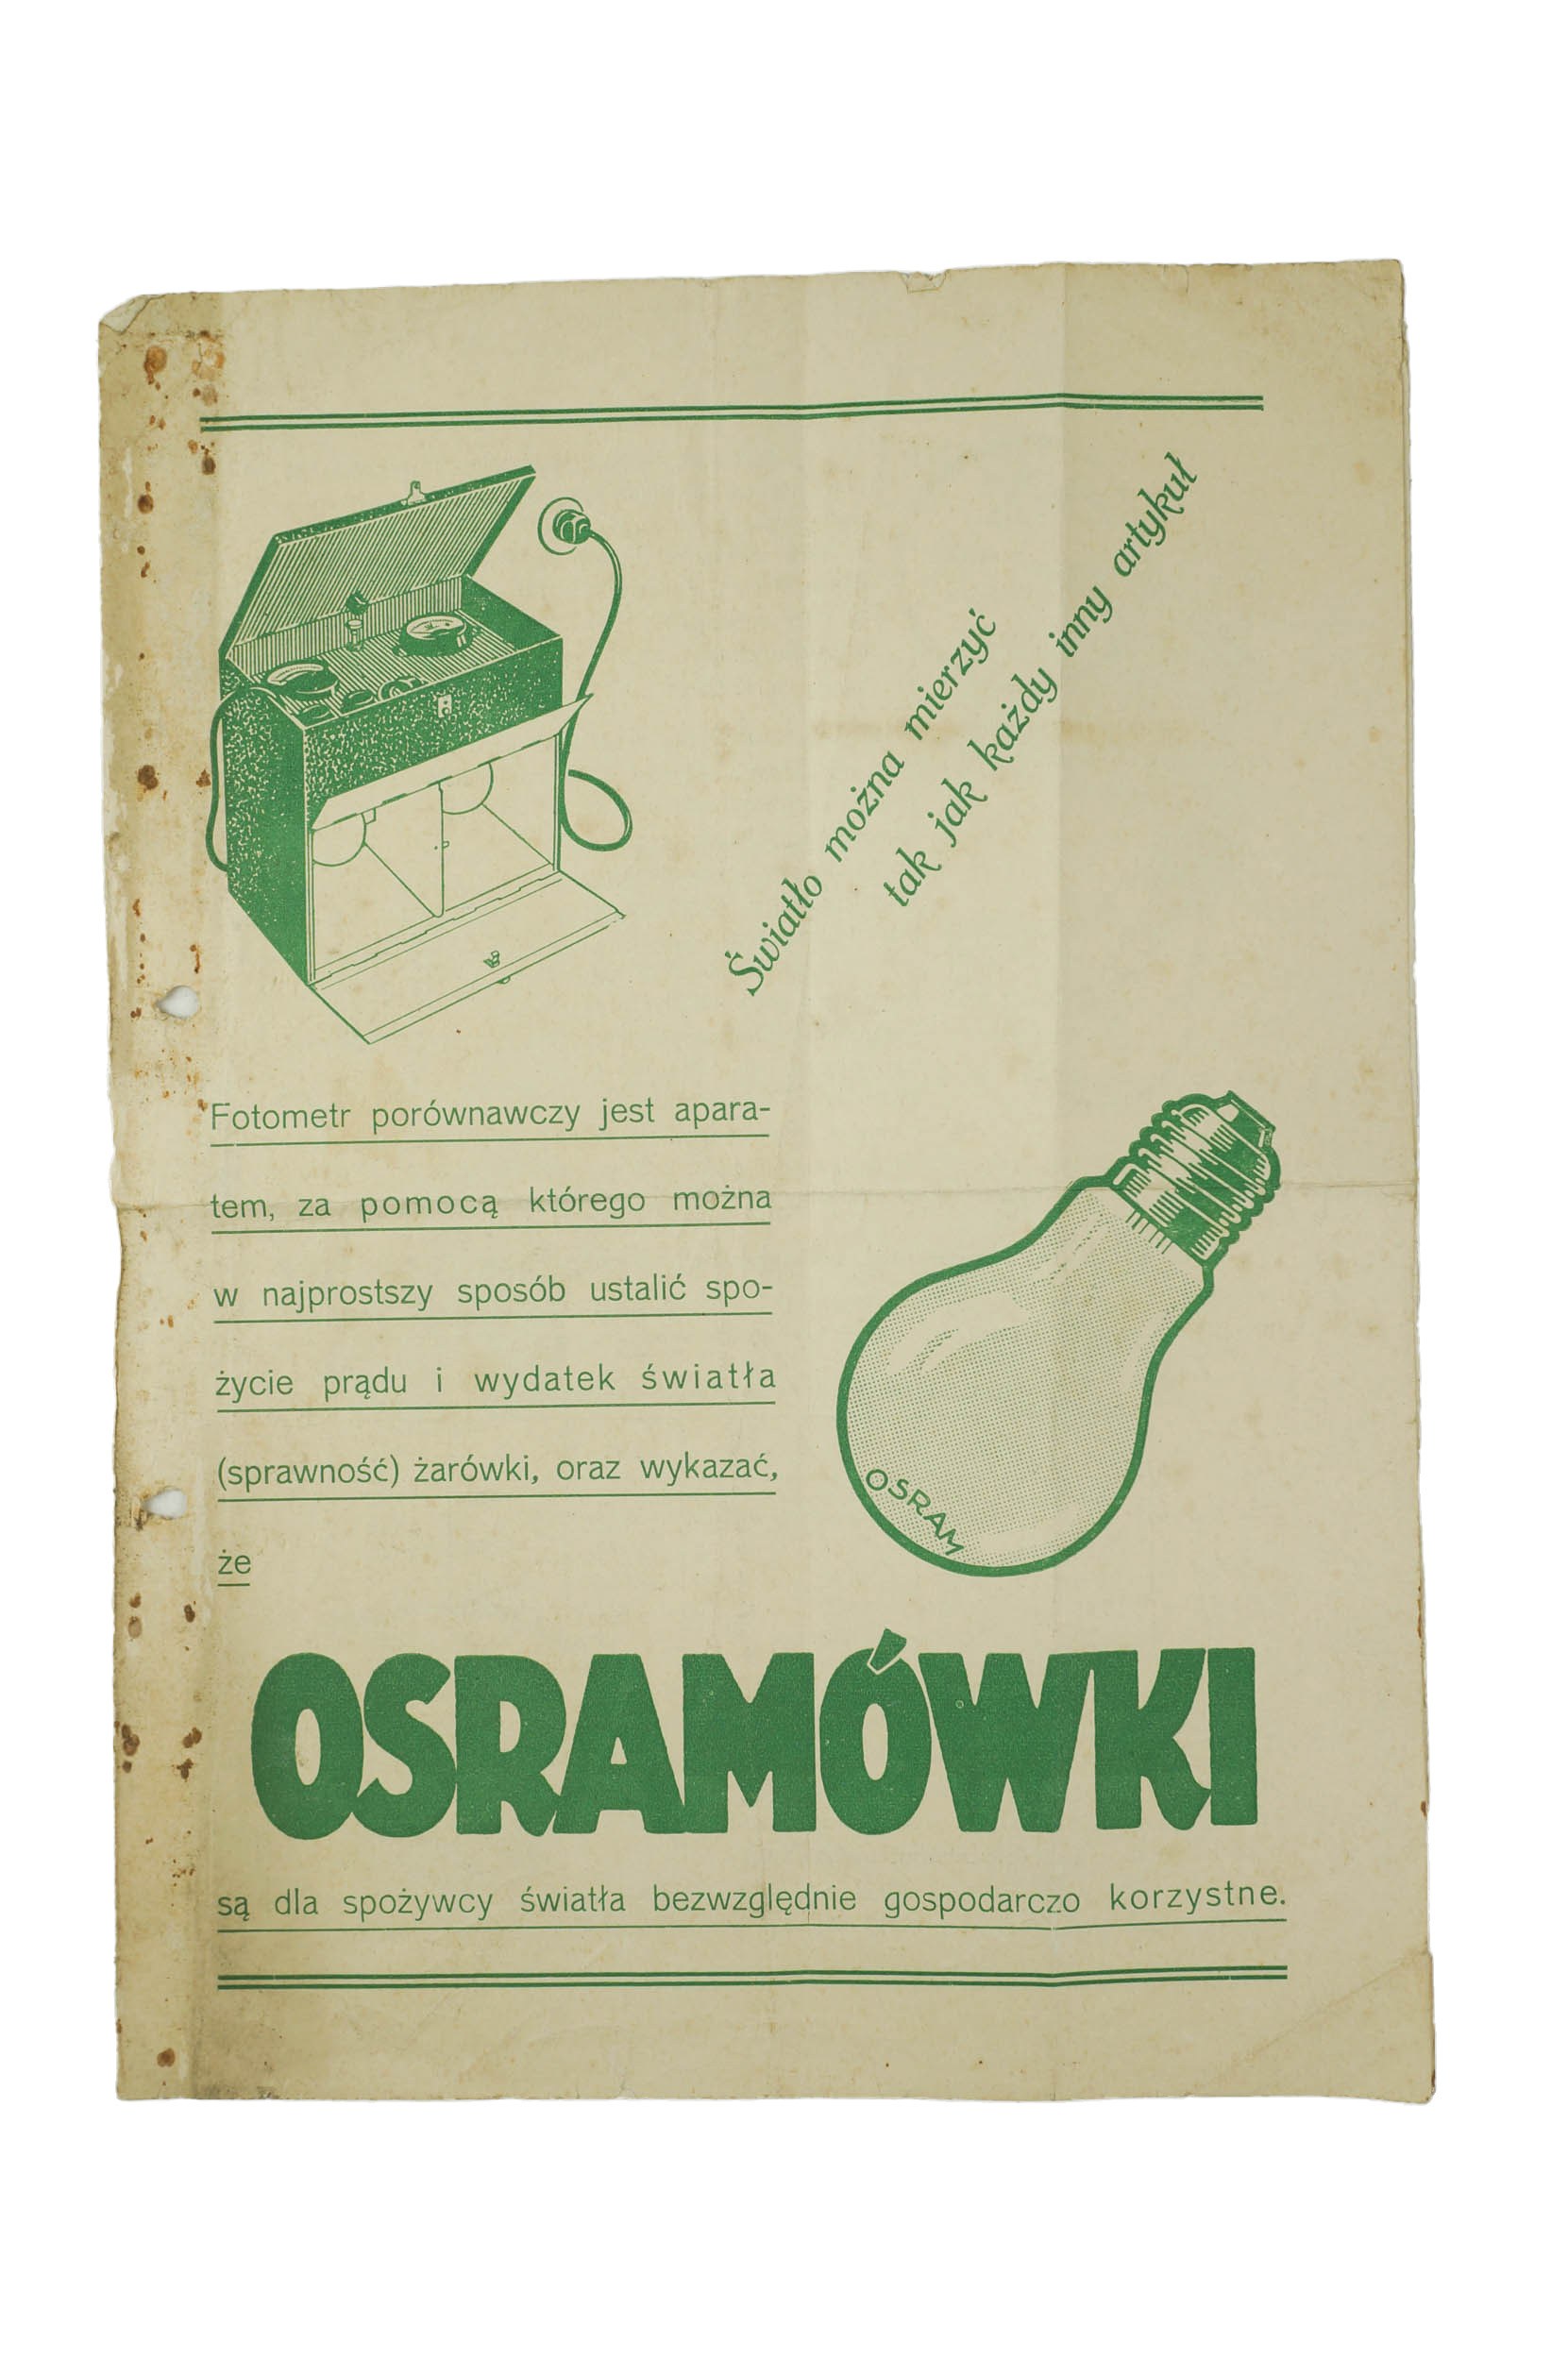 Światło można mierzyć
tak jak każdy inny artykuł
Fotometr porównawczy jest apara-
tem, za pomocą którego można
w najprostszy sposób ustalić spo-
życie prądu i wydatek światła
(sprawność) żarówki, oraz wykazać,
że
OSRAM
OSRAMÓWKI
są dla spożywcy światła bezwzględnie gospodarczo korzystne.